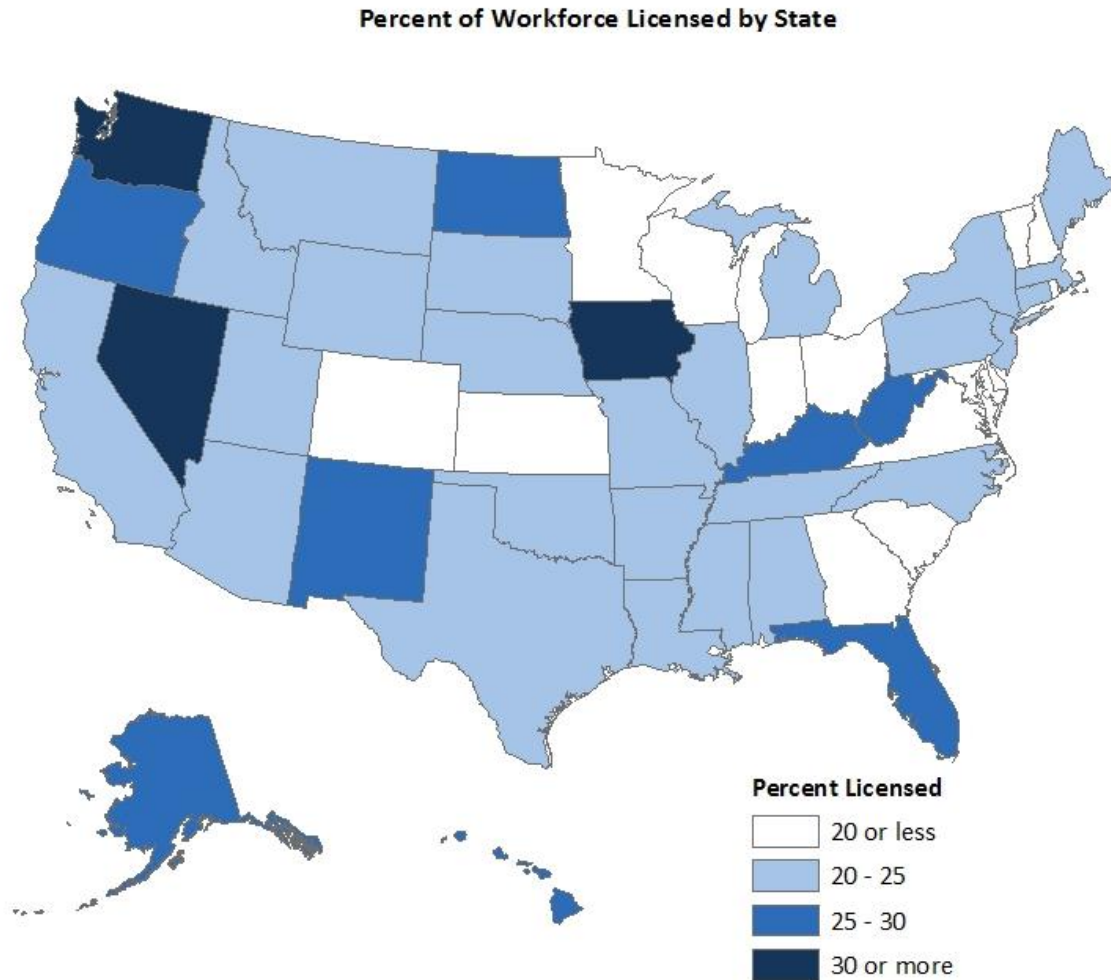 Percent of Workforce Licensed by State
Percent Licensed
20 or less
20 - 25
25 - 30
30 or more